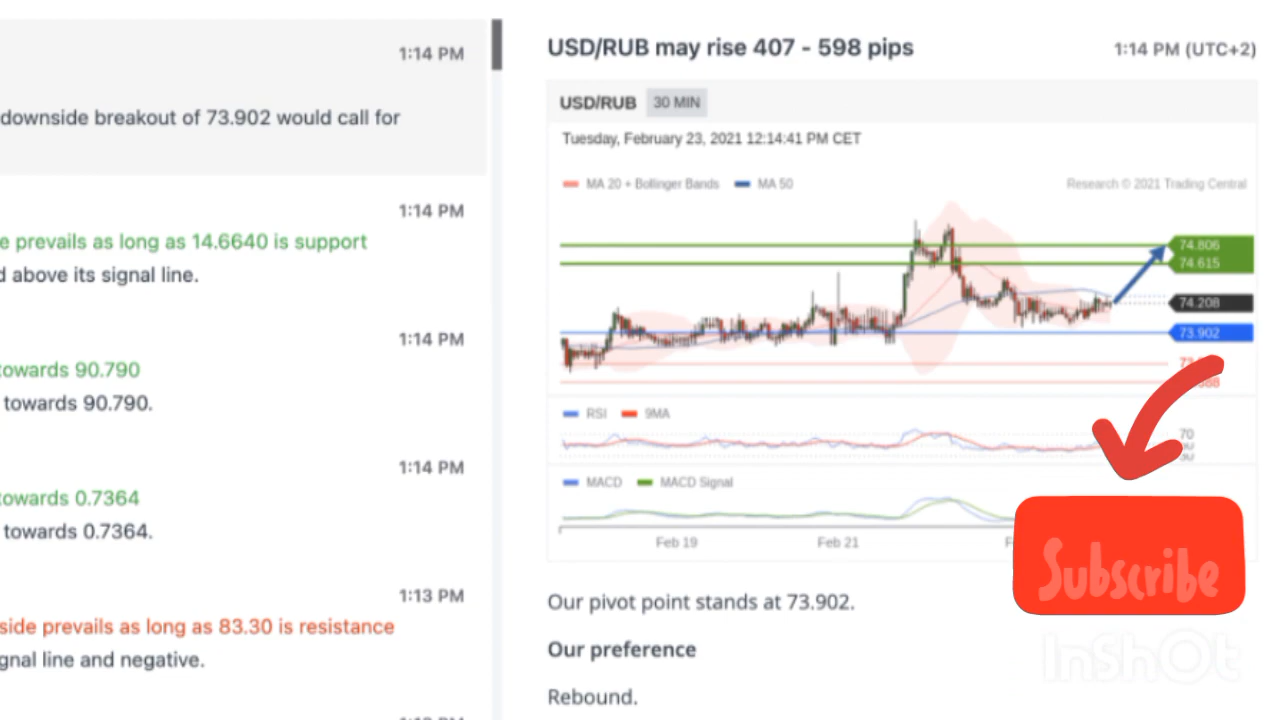 1:14 PM
downside breakout of 73.902 would call for
1:14 PM
e prevails as long as 14.6640 is support
d above its signal line.
1:14 PM
towards 90.790
towards 90.790.
1:14 PM
towards 0.7364
towards 0.7364.
1:13 PM
side prevails as long as 83.30 is resistance
gnal line and negative.
USD/RUB may rise 407 - 598 pips
1:14 PM (UTC+2)
USD/RUB 30 MIN
Tuesday, February 23, 2021 12:14:41 PM CET
MA 20 + Bollinger Bands MA 50
Research © 2021 Trading Central
74.806
74.615
74.208
73.902
RSI 9MA
70
MACD MACD Signal
Feb 19 Feb 21
Subscribe
Our pivot point stands at 73.902.
InShOt
Our preference
Rebound.